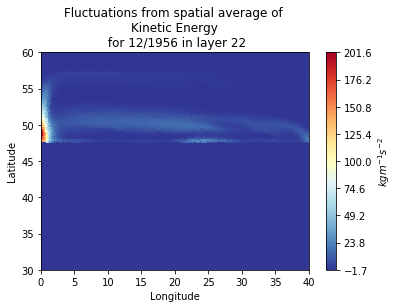 Fluctuations from spatial average of
Kinetic Energy
for 12/1956 in layer 22
60
55
50
45
40
35
30
Latitude
0 5 10 15 20 25 30 35 40
Longitude
201.6
176.2
150.8
125.4
100.0
74.6
49.2
23.8
−1.7
kgm⁻¹s⁻²